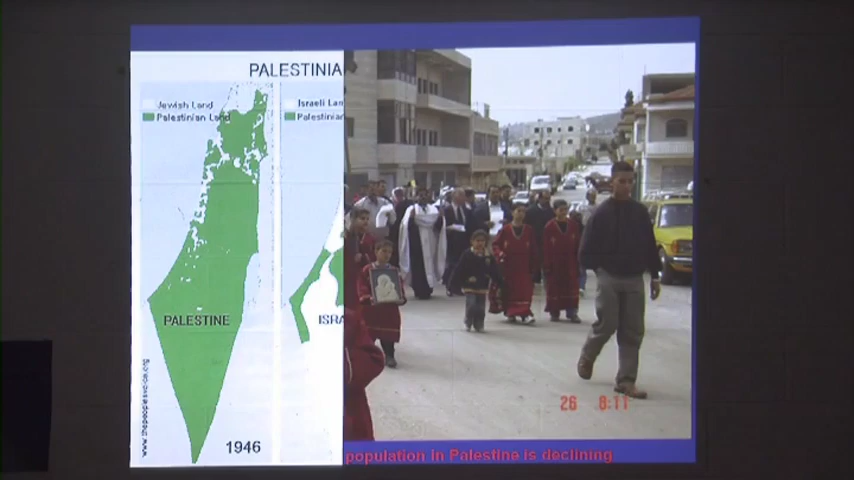 PALESTINIA
Jewish Land
Palestinian Land
Israeli Lan
Palestinian
PALESTINE
ISRA
1946
26 8:11
population in Palestine is declining